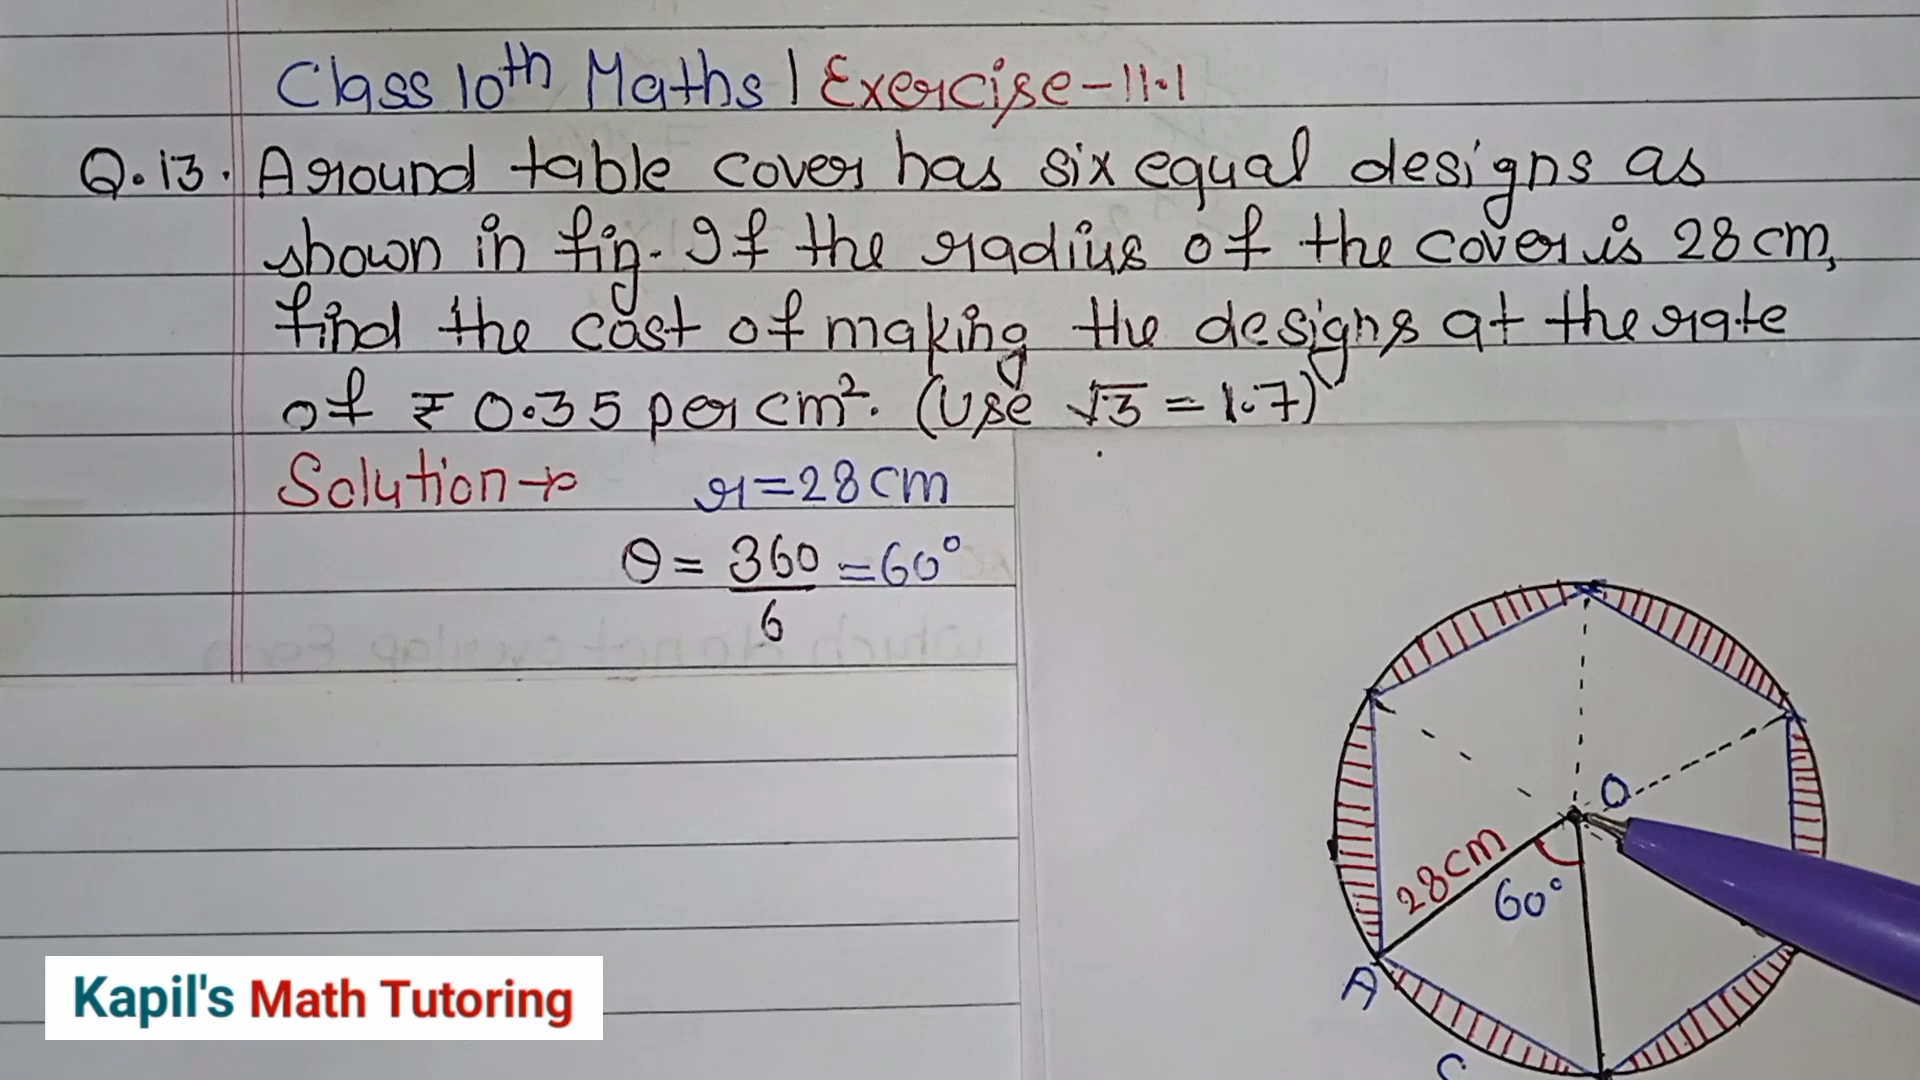 Class 10th Maths | Exercise-11.1
Q.13. A round table cover has six equal designs as
shown in fig. If the radius of the cover is 28 cm,
find the cost of making the designs at the rate
of ₹ 0.35 per cm². (Use √3 = 1.7)
Solution→ r=28cm
θ = 360/6 = 60°
O
28cm
60°
A
C
Kapil's Math Tutoring